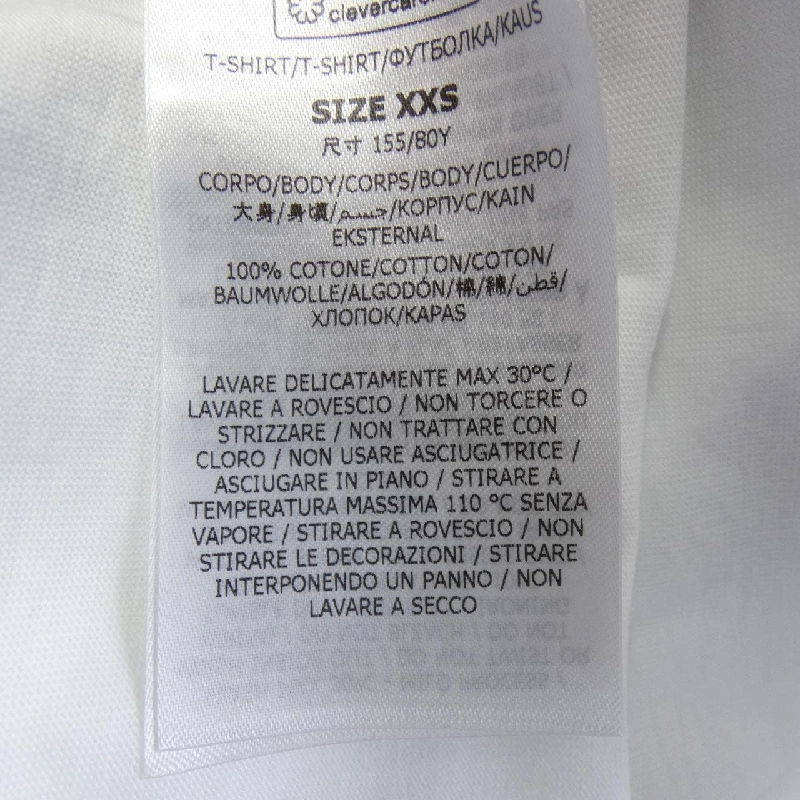 clevercare
T-SHIRT/T-SHIRT/ФУТБОЛКА/KAUS
SIZE XXS
尺寸 155/80Y
CORPO/BODY/CORPS/BODY/CUERPO/
大身/身頃/جسم/КОРПУС/KAIN
EKSTERNAL
100% COTONE/COTTON/COTON/
BAUMWOLLE/ALGODÓN/棉/綿/قطن/
ХЛОПОК/KAPAS
LAVARE DELICATAMENTE MAX 30°C /
LAVARE A ROVESCIO / NON TORCERE O
STRIZZARE / NON TRATTARE CON
CLORO / NON USARE ASCIUGATRICE /
ASCIUGARE IN PIANO / STIRARE A
TEMPERATURA MASSIMA 110 °C SENZA
VAPORE / STIRARE A ROVESCIO / NON
STIRARE LE DECORAZIONI / STIRARE
INTERPONENDO UN PANNO / NON
LAVARE A SECCO